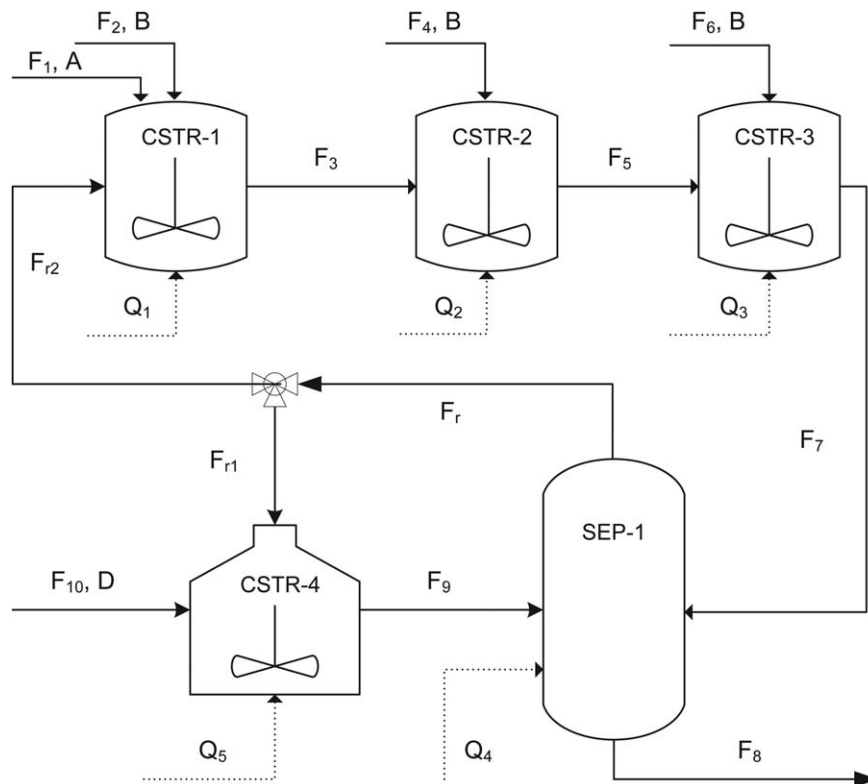 F₂, B
F₄, B
F₆, B
F₁, A
CSTR-1
CSTR-2
CSTR-3
F₃
F₅
Fᵣ₂
Q₁
Q₂
Q₃
Fᵣ
F₇
Fᵣ₁
SEP-1
F₁₀, D
CSTR-4
F₉
Q₅
Q₄
F₈